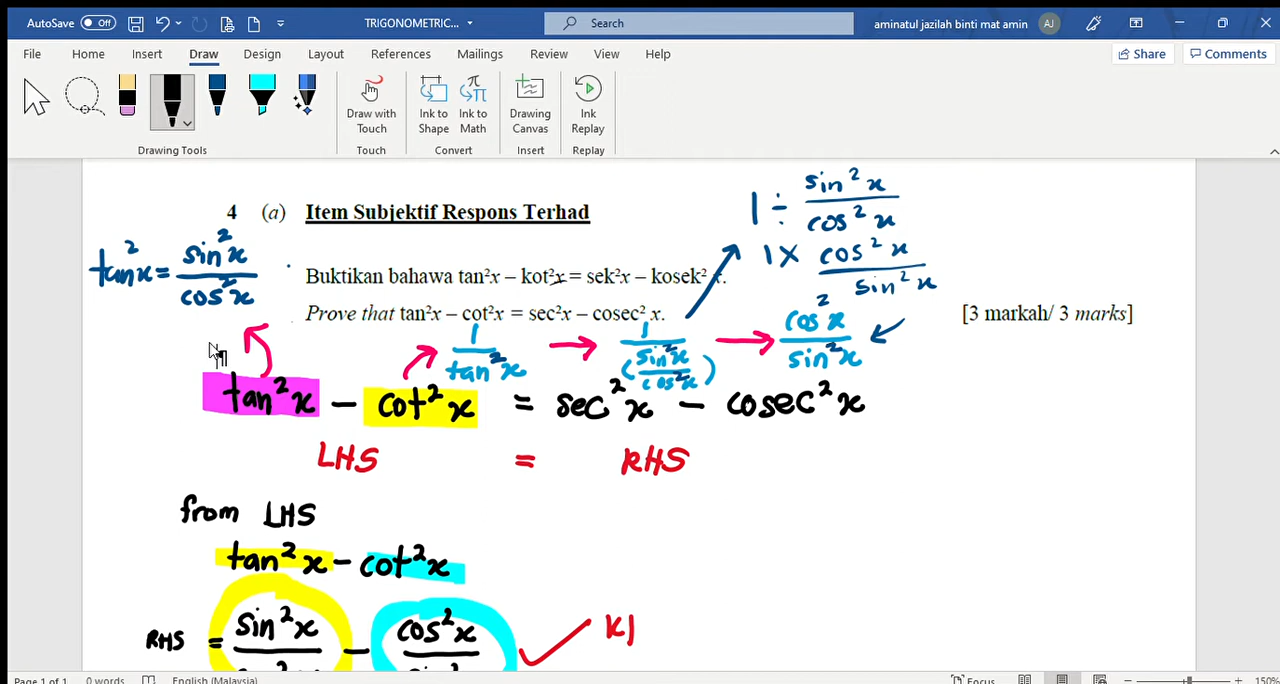 AutoSave Off TRIGONOMETRIC... Search aminatul jazilah binti mat amin AJ
File Home Insert Draw Design Layout References Mailings Review View Help Share Comments
Draw with Touch
Ink to Shape
Ink to Math
Drawing Canvas
Ink Replay
Drawing Tools Touch Convert Insert Replay
4 (a) Item Subjektif Respons Terhad
1 ÷ sin²x / cos²x
1 × cos²x / sin²x
tan²x = sin²x / cos²x
Buktikan bahawa tan²x – kot²x = sek²x – kosek² x.
Prove that tan²x – cot²x = sec²x – cosec² x.
[3 markah/ 3 marks]
1 / tan²x → 1 / (sin²x / cos²x) → cos²x / sin²x
tan²x – cot²x = sec²x – cosec²x
LHS = RHS
from LHS
tan²x – cot²x
RHS = sin²x – cos²x ✓ K1
Page 1 of 1 0 words English (Malaysia) Focus 150%